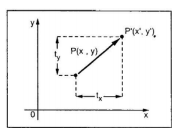 y
P'(x', y')
P(x , y)
t_y
t_x
0
x